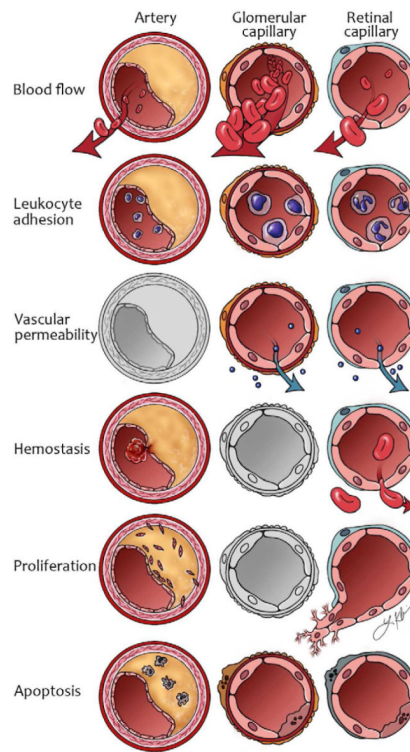 Artery
Glomerular
capillary
Retinal
capillary
Blood flow
Leukocyte
adhesion
Vascular
permeability
Hemostasis
Proliferation
Apoptosis